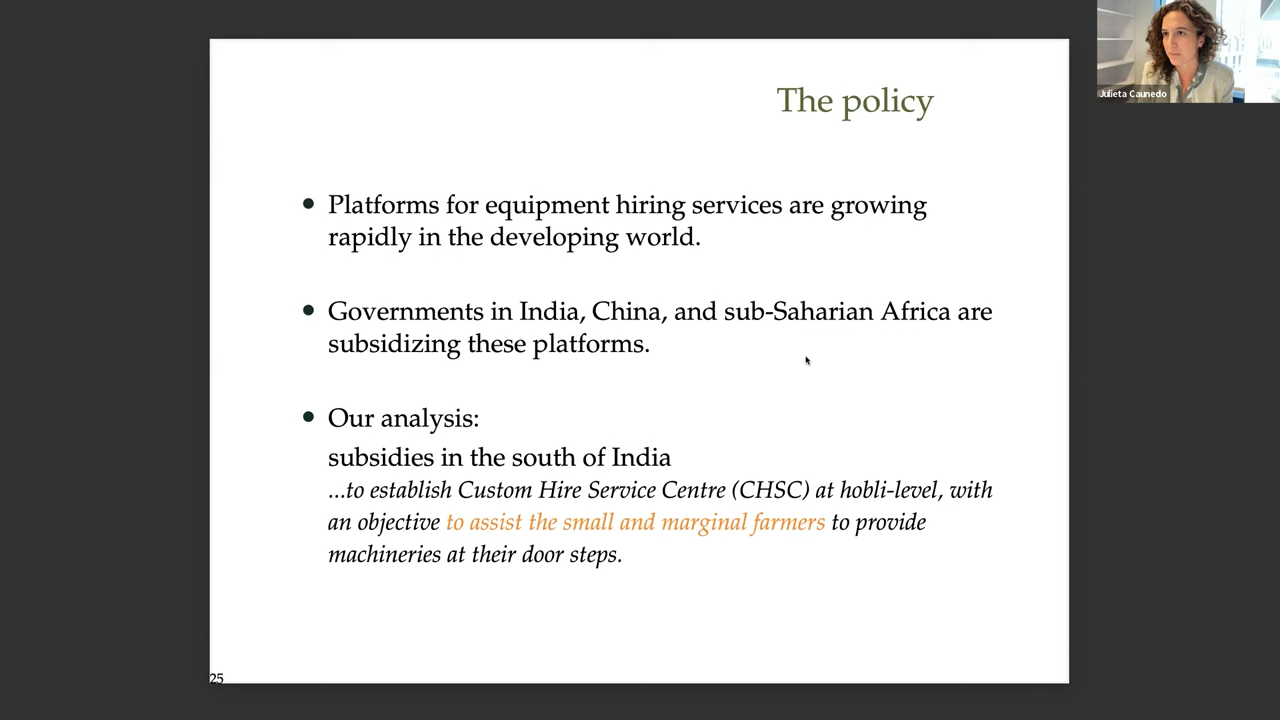 Julieta Caunedo
The policy
Platforms for equipment hiring services are growing
rapidly in the developing world.
Governments in India, China, and sub-Saharian Africa are
subsidizing these platforms.
Our analysis:
subsidies in the south of India
...to establish Custom Hire Service Centre (CHSC) at hobli-level, with
an objective to assist the small and marginal farmers to provide
machineries at their door steps.
25